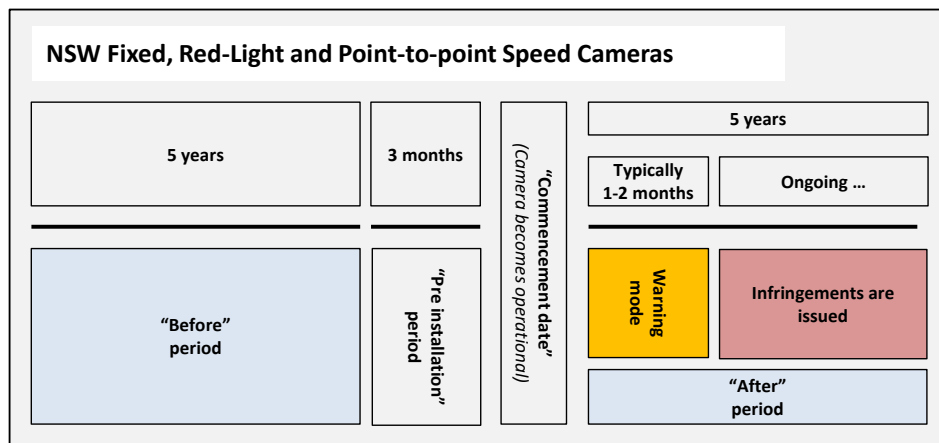 NSW Fixed, Red-Light and Point-to-point Speed Cameras
5 years
3 months
“Commencement date”
(Camera becomes operational)
5 years
Typically
1-2 months
Ongoing …
“Before”
period
“Pre installation”
period
Warning
mode
Infringements are
issued
“After”
period